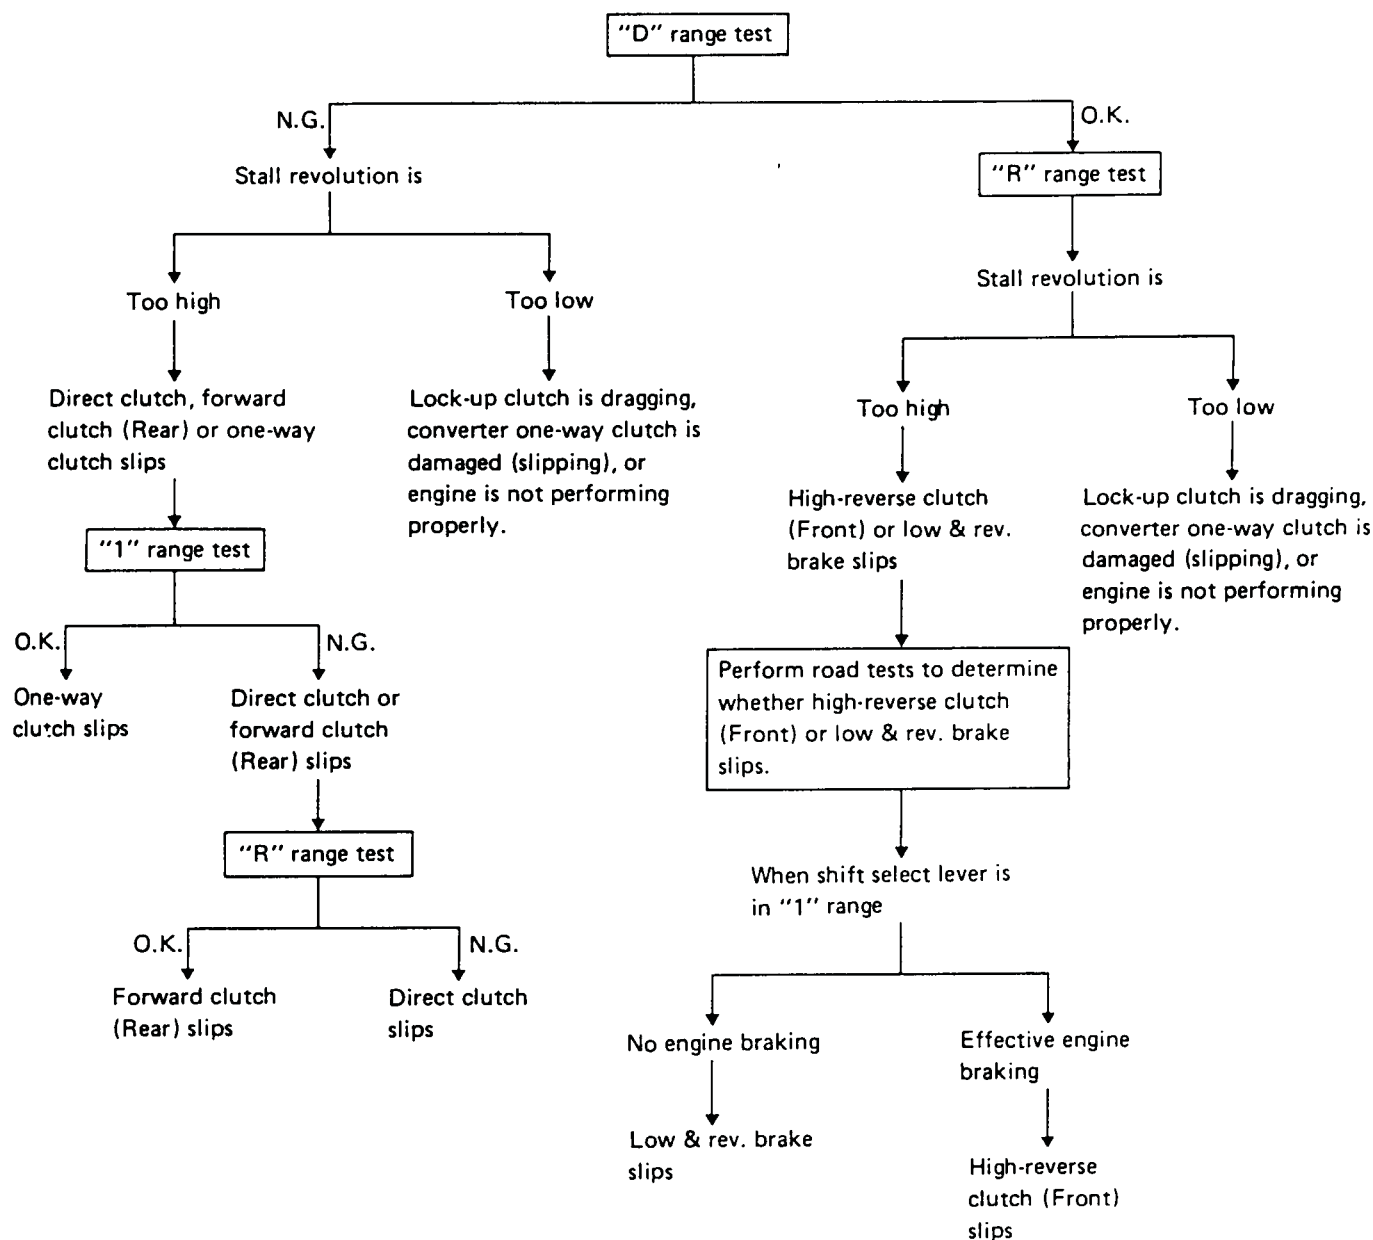 “D” range test
N.G.
O.K.
Stall revolution is
“R” range test
Stall revolution is
Too high
Too low
Direct clutch, forward
clutch (Rear) or one-way
clutch slips
Lock-up clutch is dragging,
converter one-way clutch is
damaged (slipping), or
engine is not performing
properly.
Too high
Too low
High-reverse clutch
(Front) or low & rev.
brake slips
Lock-up clutch is dragging,
converter one-way clutch is
damaged (slipping), or
engine is not performing
properly.
“1” range test
O.K.
N.G.
One-way
clutch slips
Direct clutch or
forward clutch
(Rear) slips
Perform road tests to determine
whether high-reverse clutch
(Front) or low & rev. brake
slips.
“R” range test
When shift select lever is
in “1” range
O.K.
N.G.
Forward clutch
(Rear) slips
Direct clutch
slips
No engine braking
Effective engine
braking
Low & rev. brake
slips
High-reverse
clutch (Front)
slips